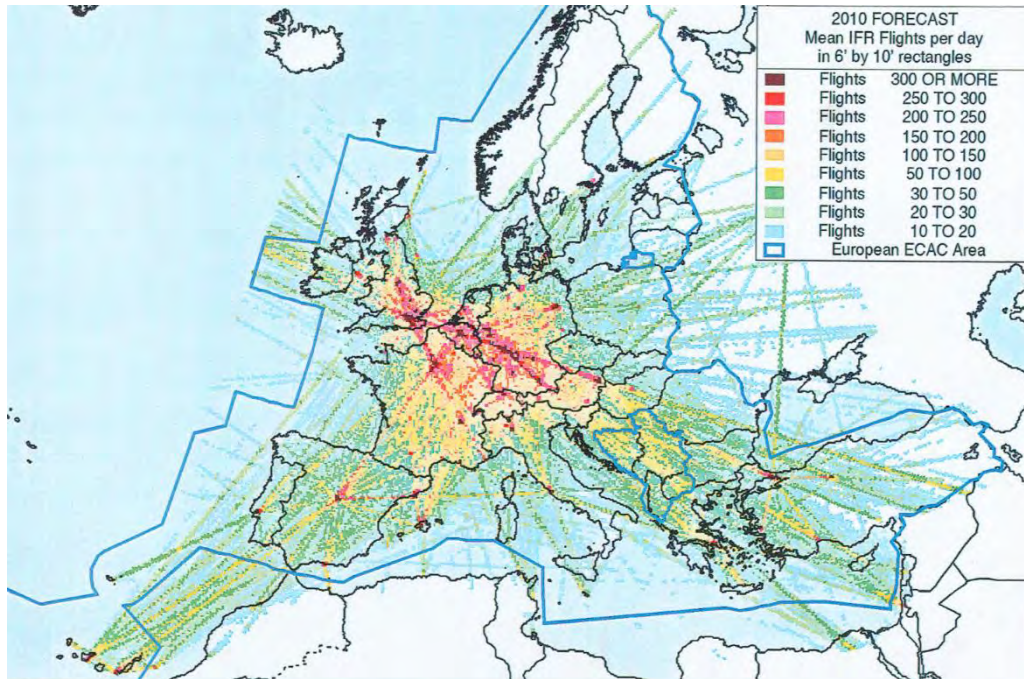 2010 FORECAST
Mean IFR Flights per day
in 6' by 10' rectangles
Flights 300 OR MORE
Flights 250 TO 300
Flights 200 TO 250
Flights 150 TO 200
Flights 100 TO 150
Flights 50 TO 100
Flights 30 TO 50
Flights 20 TO 30
Flights 10 TO 20
European ECAC Area